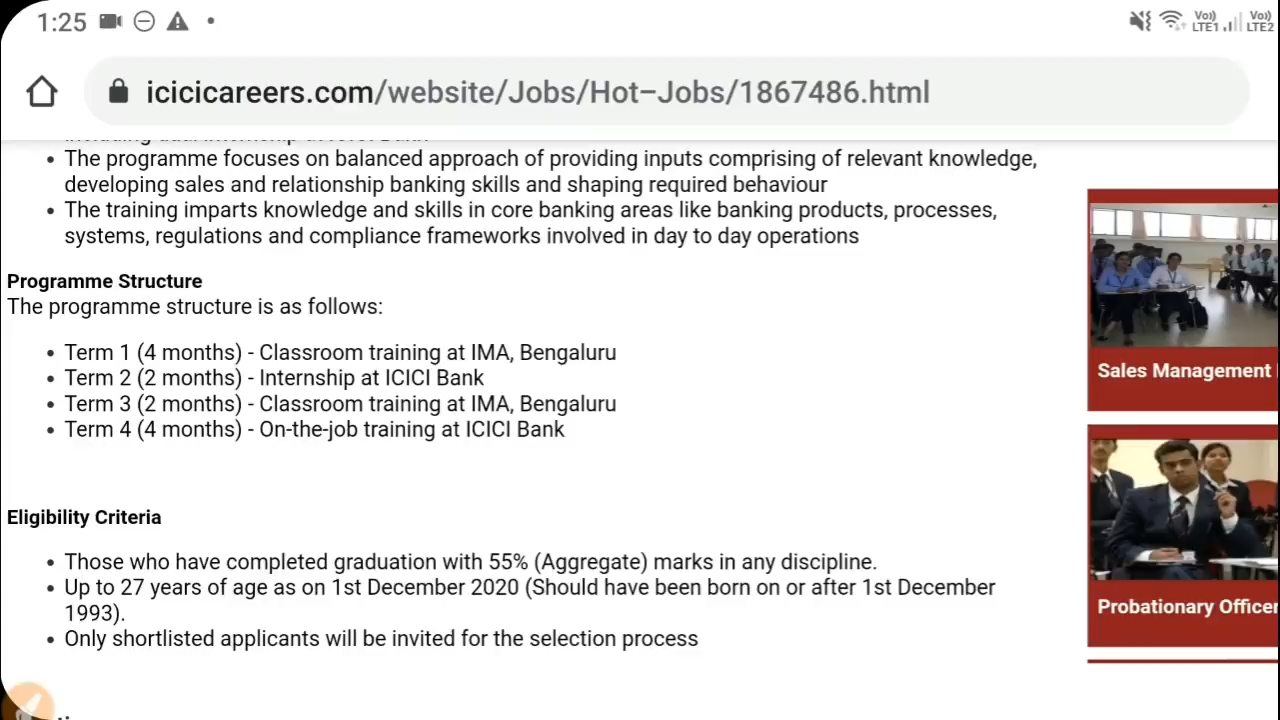 1:25
Vo) LTE1 Vo) LTE2
icicicareers.com/website/Jobs/Hot-Jobs/1867486.html
• The programme focuses on balanced approach of providing inputs comprising of relevant knowledge,
developing sales and relationship banking skills and shaping required behaviour
• The training imparts knowledge and skills in core banking areas like banking products, processes,
systems, regulations and compliance frameworks involved in day to day operations
Programme Structure
The programme structure is as follows:
• Term 1 (4 months) - Classroom training at IMA, Bengaluru
• Term 2 (2 months) - Internship at ICICI Bank
• Term 3 (2 months) - Classroom training at IMA, Bengaluru
• Term 4 (4 months) - On-the-job training at ICICI Bank
Eligibility Criteria
• Those who have completed graduation with 55% (Aggregate) marks in any discipline.
• Up to 27 years of age as on 1st December 2020 (Should have been born on or after 1st December
1993).
• Only shortlisted applicants will be invited for the selection process
Sales Management
Probationary Officer